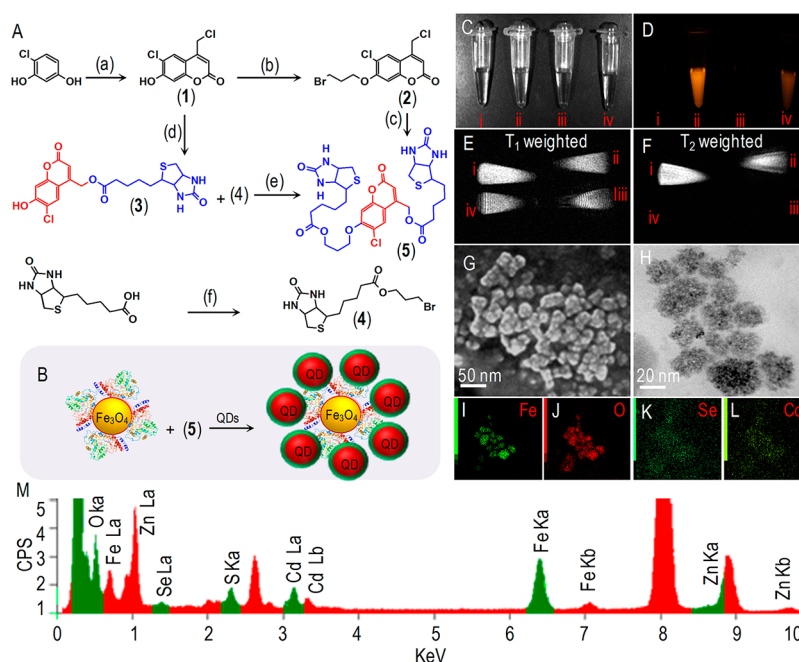 A
Cl
HO
OH
(a)
Cl
Cl
HO
O
O
(1)
(b)
Cl
Cl
Br
O
O
O
(2)
(d)
(c)
O
O
O
O
HO
Cl
S
H
N
O
N
H
(3)
+ (4)
(e)
O
HN
NH
S
O
O
O
O
Cl
O
HN
NH
S
O
O
(5)
O
HN
NH
S
OH
O
(f)
O
HN
NH
S
O
O
Br
(4)
B
Fe3O4
+ (5)
QDs
QD
QD
QD
QD
QD
QD
QD
Fe3O4
C
i
ii
iii
iv
D
i
ii
iii
iv
E
T1 weighted
i
ii
iv
iii
F
T2 weighted
i
ii
iv
iii
G
50 nm
H
20 nm
I
Fe
J
O
K
Se
L
Cd
M
CPS
5
4
3
2
1
O ka
Fe La
Zn La
Se La
S Ka
Cd La
Cd Lb
Fe Ka
Fe Kb
Zn Ka
Zn Kb
0 1 2 3 4 5 6 7 8 9 10
KeV